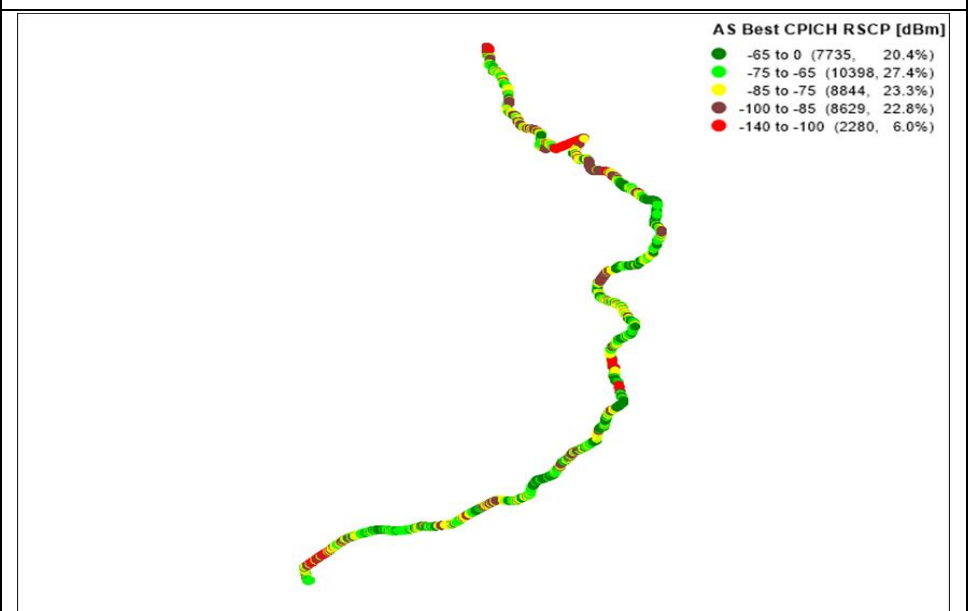 AS Best CPICH RSCP [dBm]
-65 to 0 (7735, 20.4%)
-75 to -65 (10398, 27.4%)
-85 to -75 (8844, 23.3%)
-100 to -85 (8629, 22.8%)
-140 to -100 (2280, 6.0%)